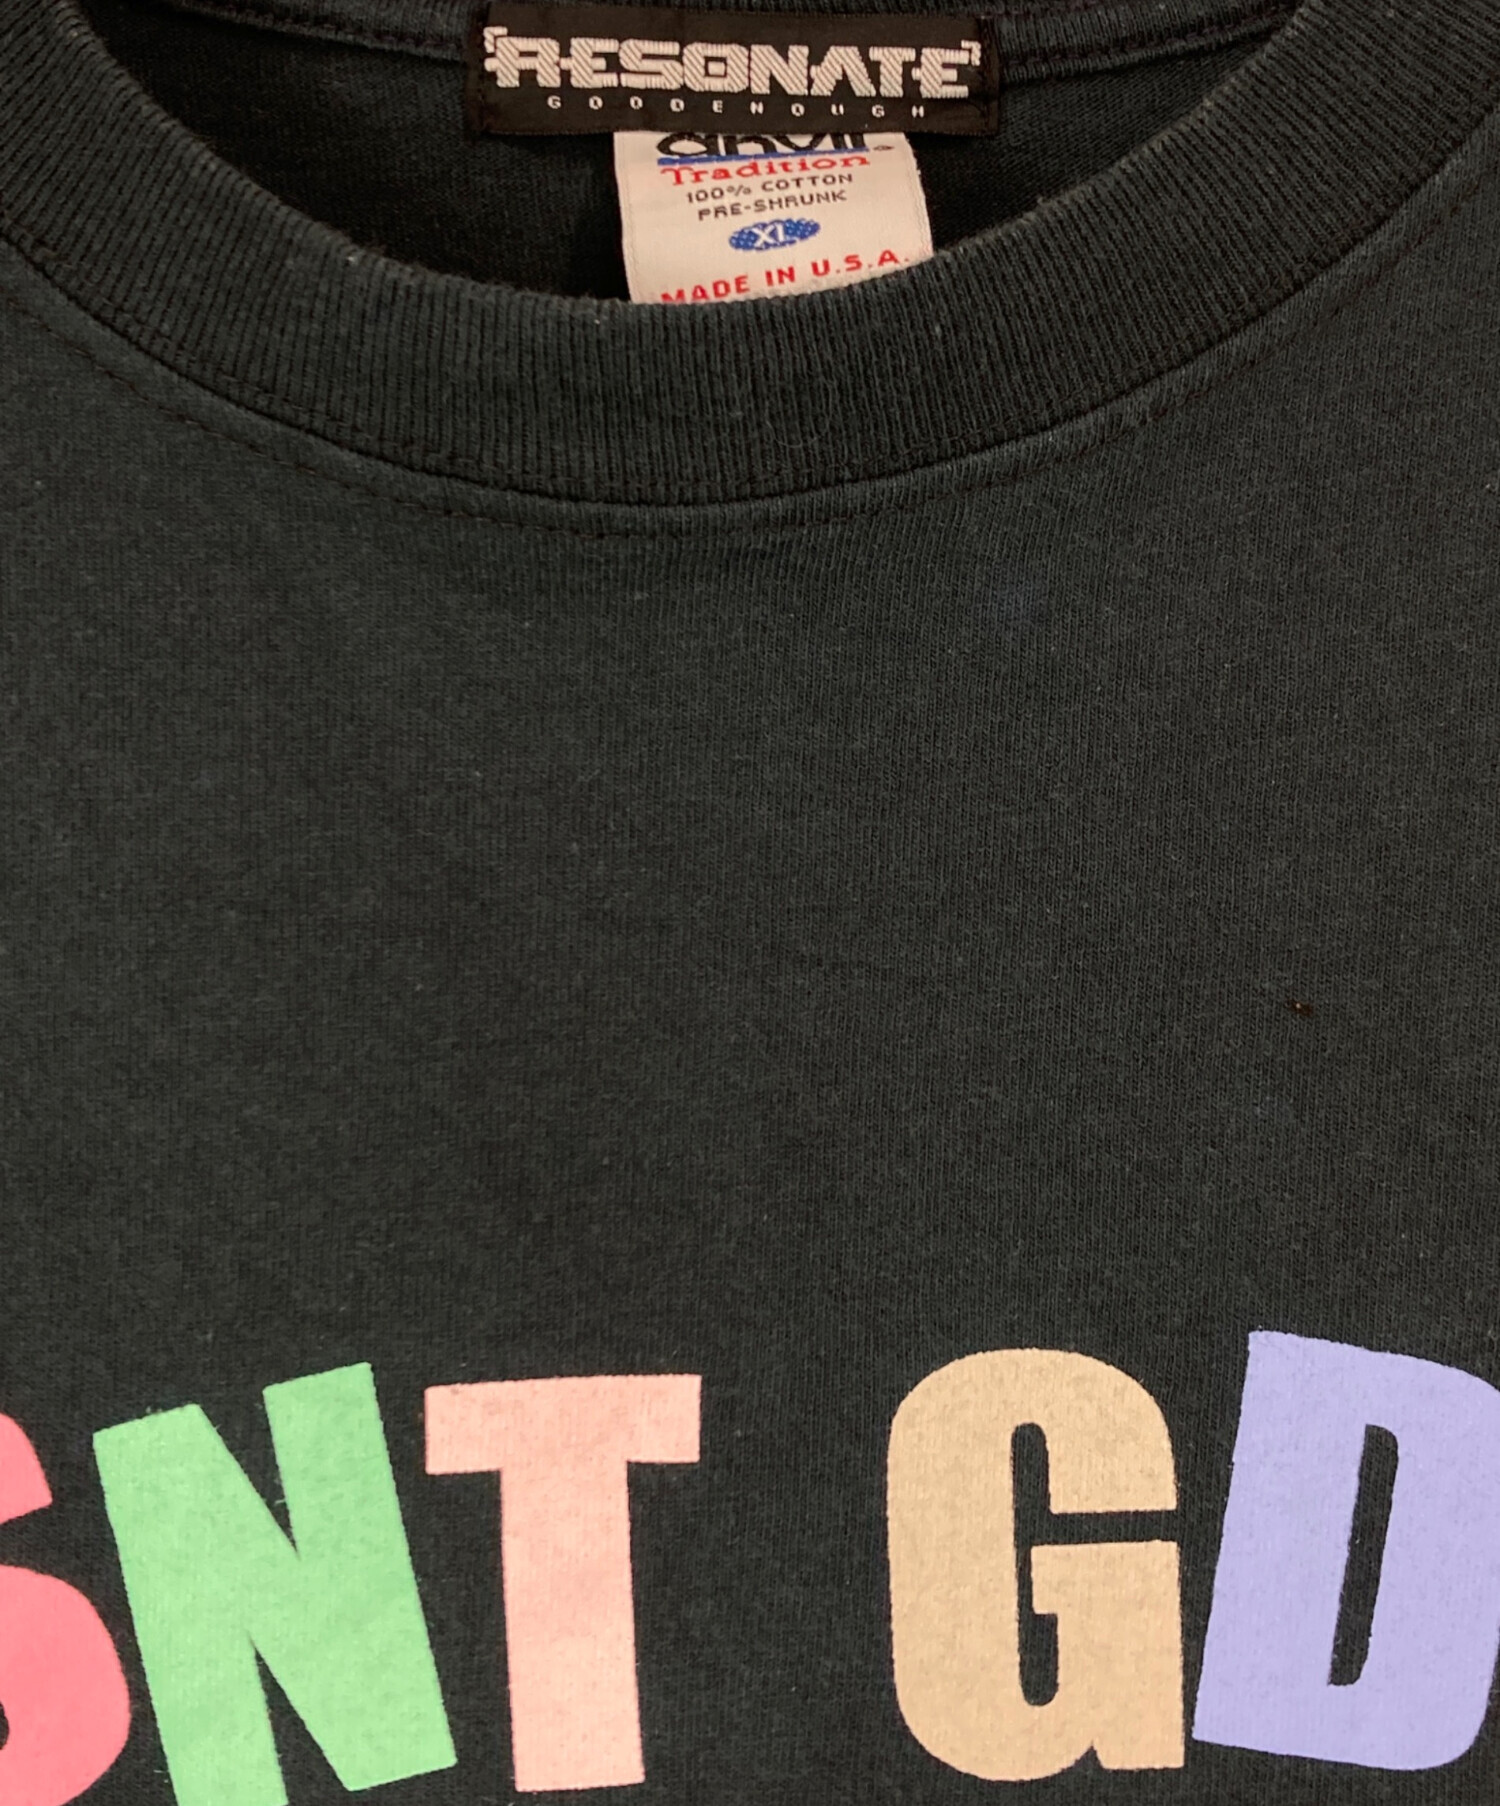 RESONATE
GOODENOUGH
anvil
Tradition
100% COTTON
PRE-SHRUNK
XL
MADE IN U.S.A.
SNT GD